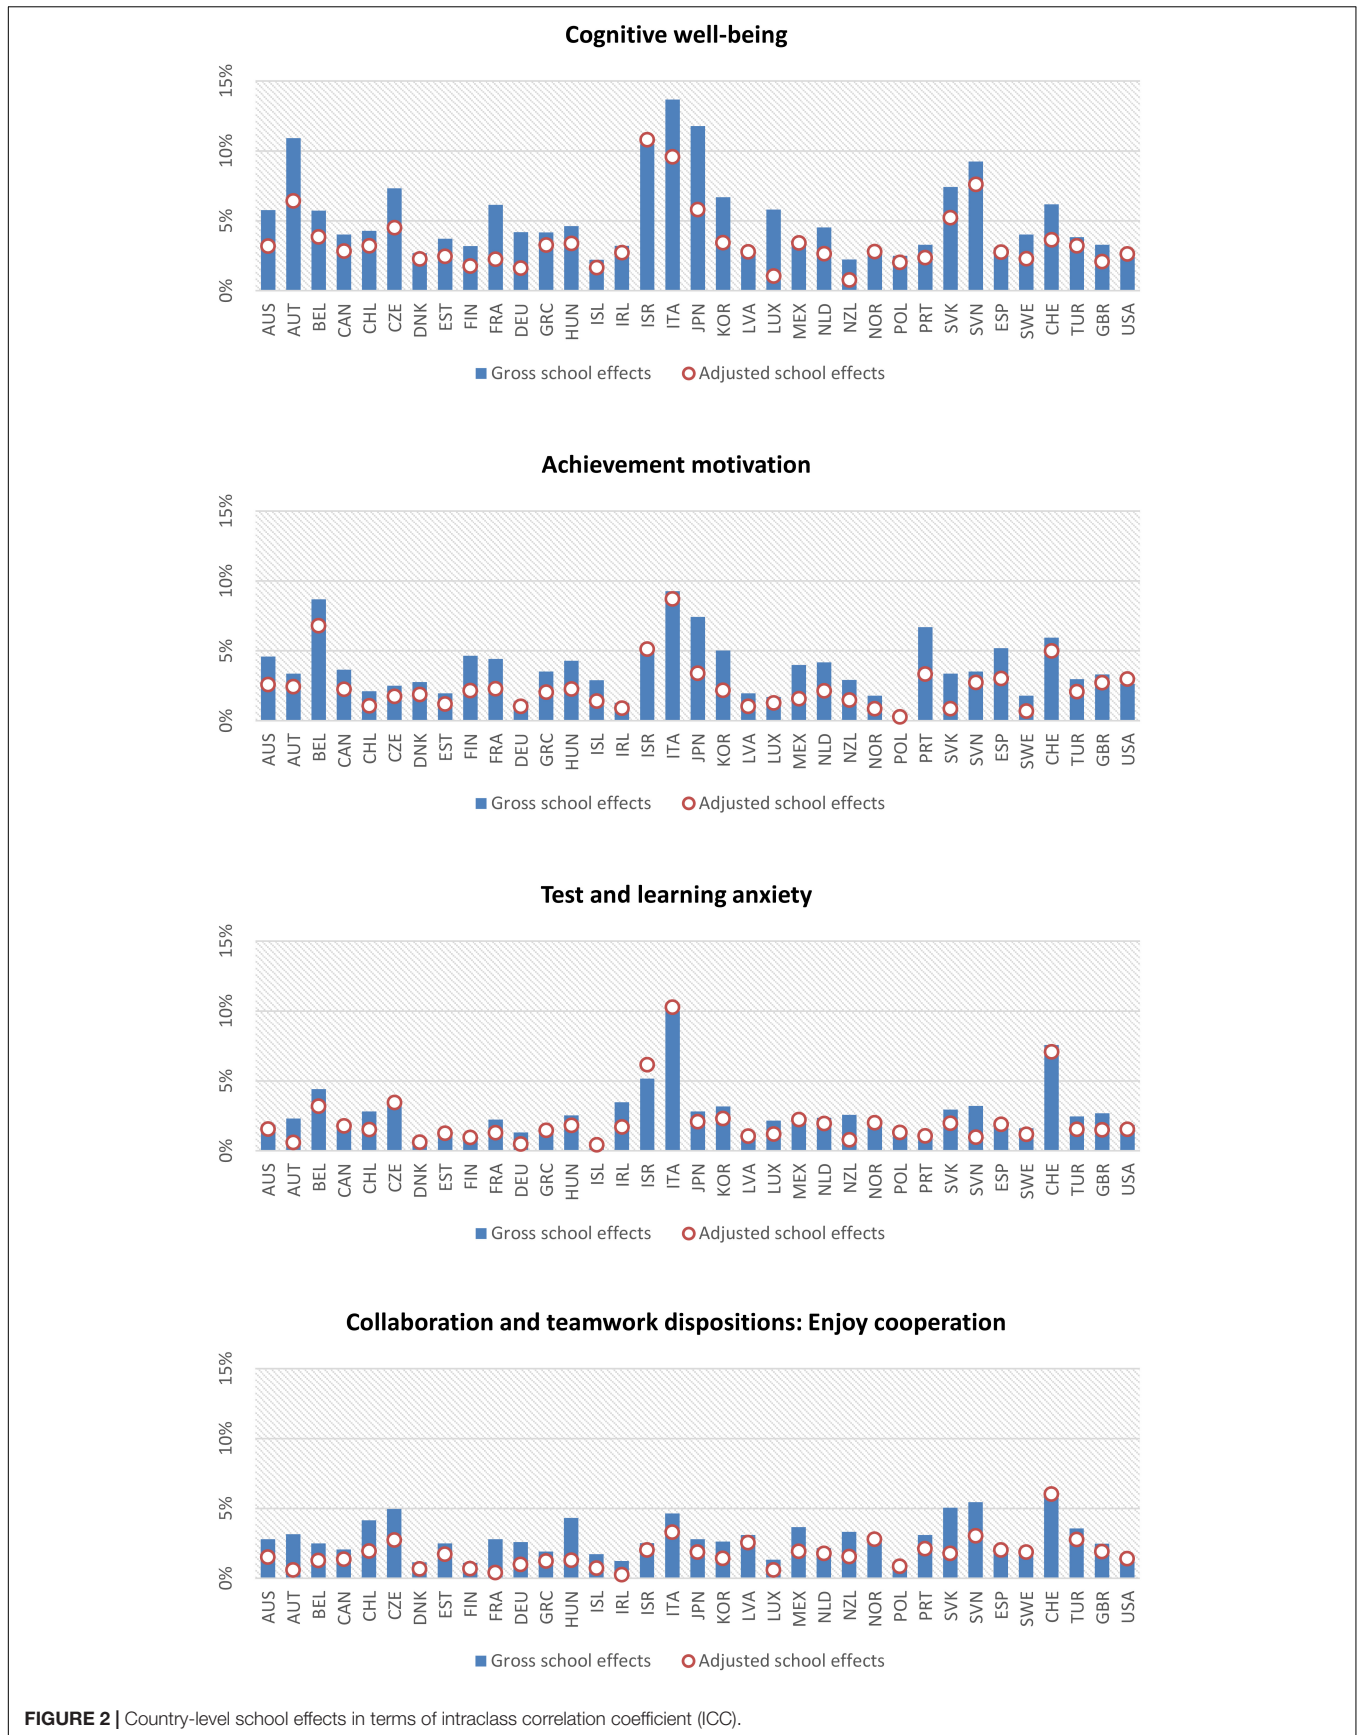 Cognitive well-being
15%
10%
5%
0%
AUS AUT BEL CAN CHL CZE DNK EST FIN FRA DEU GRC HUN ISL IRL ISR ITA JPN KOR LVA LUX MEX NLD NZL NOR POL PRT SVK SVN ESP SWE CHE TUR GBR USA
Gross school effects Adjusted school effects
Achievement motivation
15%
10%
5%
0%
AUS AUT BEL CAN CHL CZE DNK EST FIN FRA DEU GRC HUN ISL IRL ISR ITA JPN KOR LVA LUX MEX NLD NZL NOR POL PRT SVK SVN ESP SWE CHE TUR GBR USA
Gross school effects Adjusted school effects
Test and learning anxiety
15%
10%
5%
0%
AUS AUT BEL CAN CHL CZE DNK EST FIN FRA DEU GRC HUN ISL IRL ISR ITA JPN KOR LVA LUX MEX NLD NZL NOR POL PRT SVK SVN ESP SWE CHE TUR GBR USA
Gross school effects Adjusted school effects
Collaboration and teamwork dispositions: Enjoy cooperation
15%
10%
5%
0%
AUS AUT BEL CAN CHL CZE DNK EST FIN FRA DEU GRC HUN ISL IRL ISR ITA JPN KOR LVA LUX MEX NLD NZL NOR POL PRT SVK SVN ESP SWE CHE TUR GBR USA
Gross school effects Adjusted school effects
FIGURE 2 | Country-level school effects in terms of intraclass correlation coefficient (ICC).